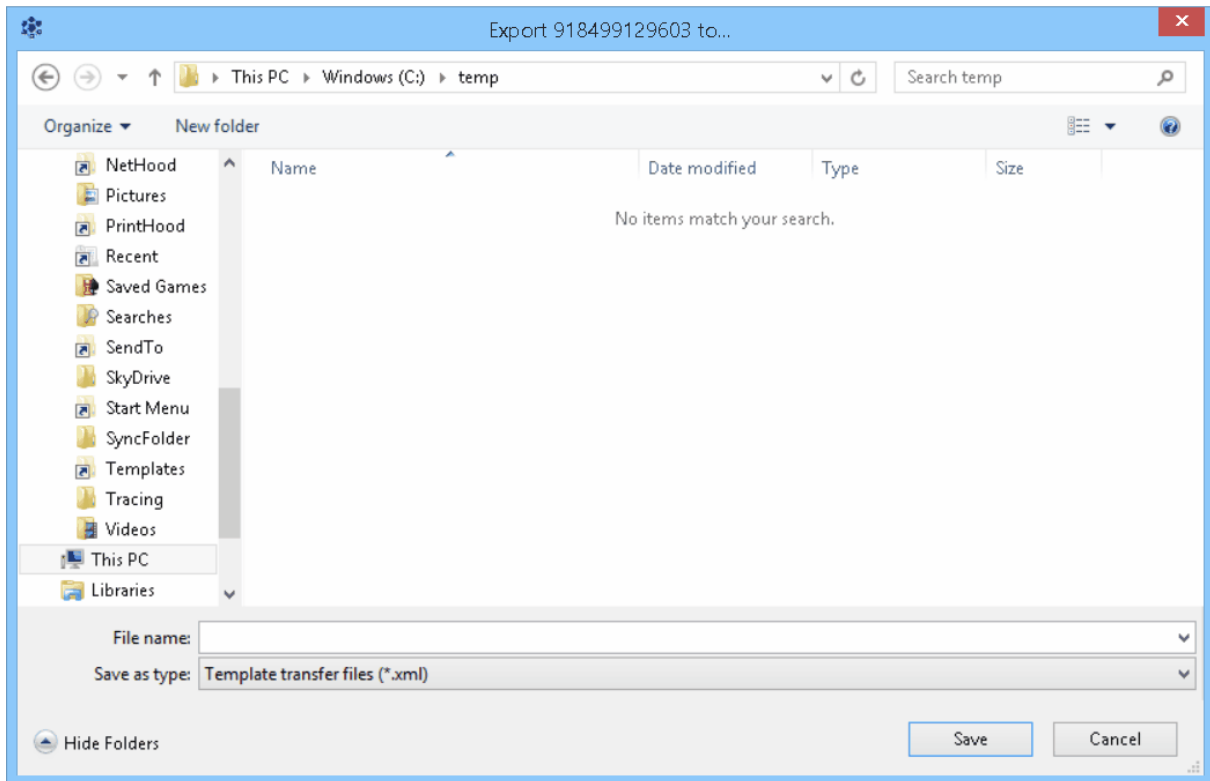 Export 918499129603 to...
This PC Windows (C:) temp Search temp
Organize New folder
Name Date modified Type Size
No items match your search.
NetHood
Pictures
PrintHood
Recent
Saved Games
Searches
SendTo
SkyDrive
Start Menu
SyncFolder
Templates
Tracing
Videos
This PC
Libraries
File name:
Save as type: Template transfer files (*.xml)
Hide Folders Save Cancel